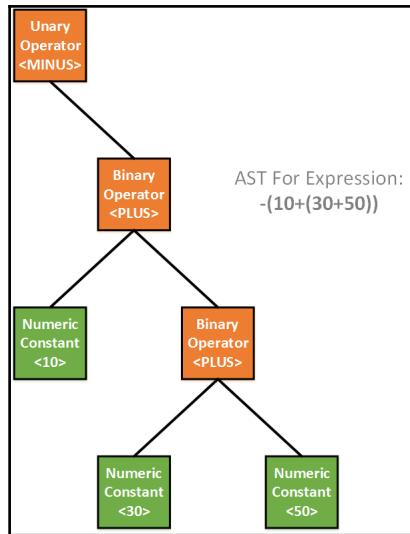 Unary
Operator
<MINUS>
Binary
Operator
<PLUS>
AST For Expression:
-(10+(30+50))
Numeric
Constant
<10>
Binary
Operator
<PLUS>
Numeric
Constant
<30>
Numeric
Constant
<50>